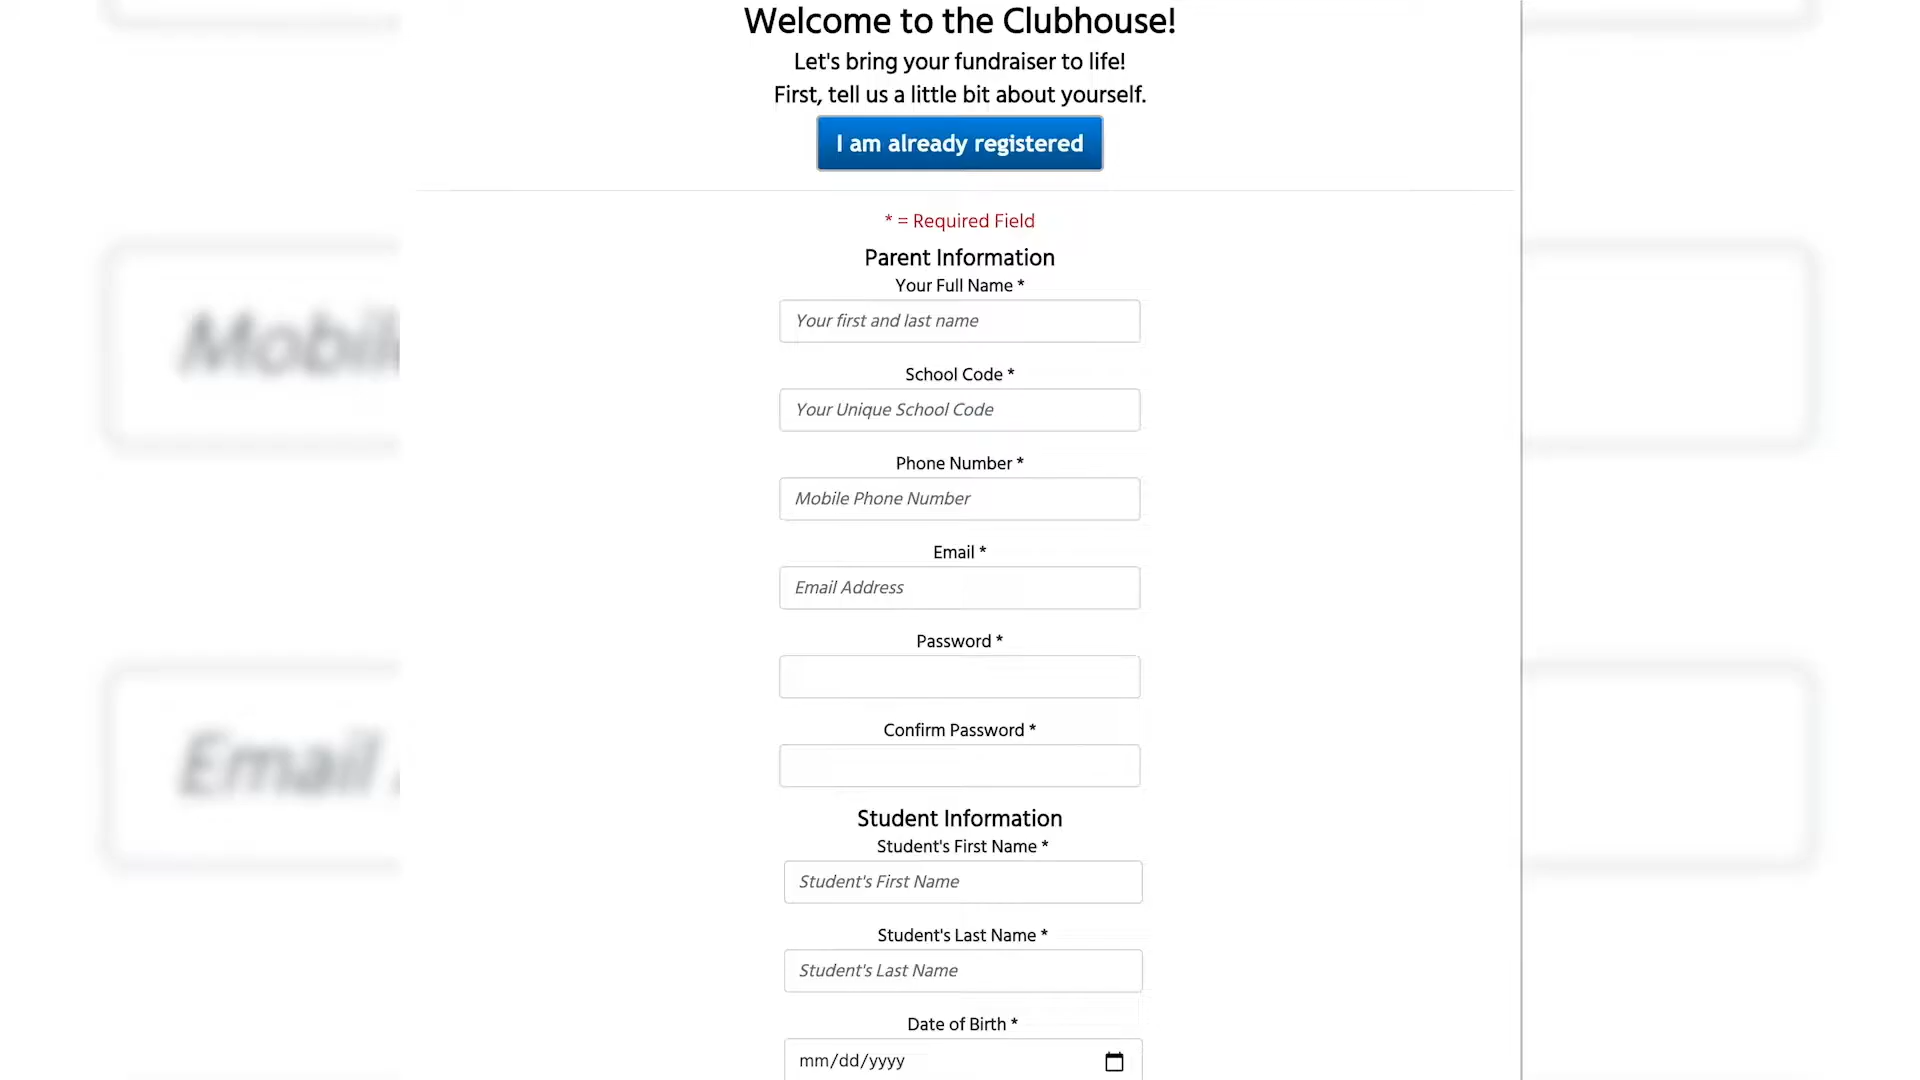 Welcome to the Clubhouse!
Let's bring your fundraiser to life!
First, tell us a little bit about yourself.
I am already registered
* = Required Field
Parent Information
Your Full Name *
Your first and last name
School Code *
Your Unique School Code
Phone Number *
Mobile Phone Number
Email *
Email Address
Password *
Confirm Password *
Student Information
Student's First Name *
Student's First Name
Student's Last Name *
Student's Last Name
Date of Birth *
mm/dd/yyyy
Mobile
Email